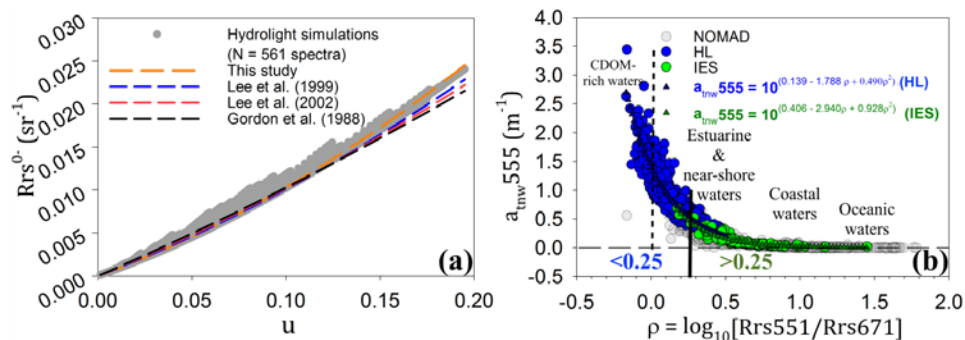 0.030
0.025
0.020
0.015
0.010
0.005
0.000
Rrs⁰⁻ (sr⁻¹)
Hydrolight simulations
(N = 561 spectra)
This study
Lee et al. (1999)
Lee et al. (2002)
Gordon et al. (1988)
(a)
0.00 0.05 0.10 0.15 0.20
u
4.0
3.5
3.0
2.5
2.0
1.5
1.0
0.5
0.0
-0.5
aₜₙw555 (m⁻¹)
NOMAD
HL
IES
CDOM-
rich waters
aₜₙw555 = 10^(0.139 - 1.788 ρ + 0.490ρ²) (HL)
aₜₙw555 = 10^(0.406 - 2.940ρ + 0.928ρ²) (IES)
Estuarine
&
near-shore
waters
Coastal
waters
Oceanic
waters
<0.25 >0.25
(b)
-0.5 0.0 0.5 1.0 1.5 2.0
ρ = log₁₀[Rrs551/Rrs671]